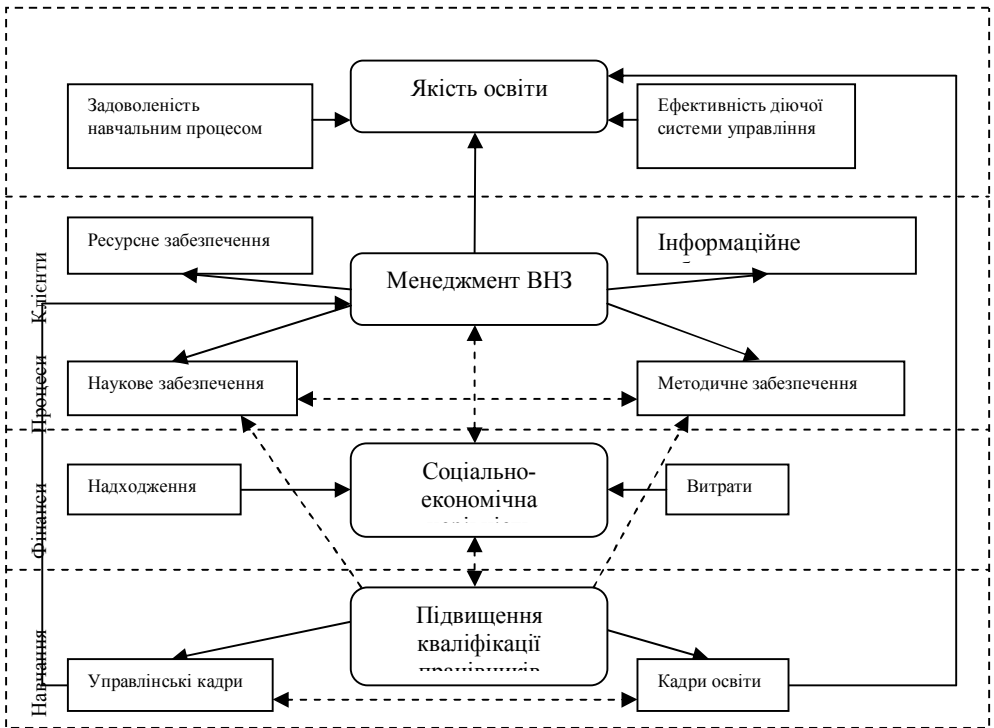 Якість освіти
Задоволеність
навчальним процесом
Ефективність діючої
системи управління
Ресурсне забезпечення
Інформаційне
Менеджмент ВНЗ
Наукове забезпечення
Методичне забезпечення
Соціально-
економічна
Надходження
Витрати
Підвищення
кваліфікації
працівників
Управлінські кадри
Кадри освіти
Навчання Фінанси Процеси Клієнти